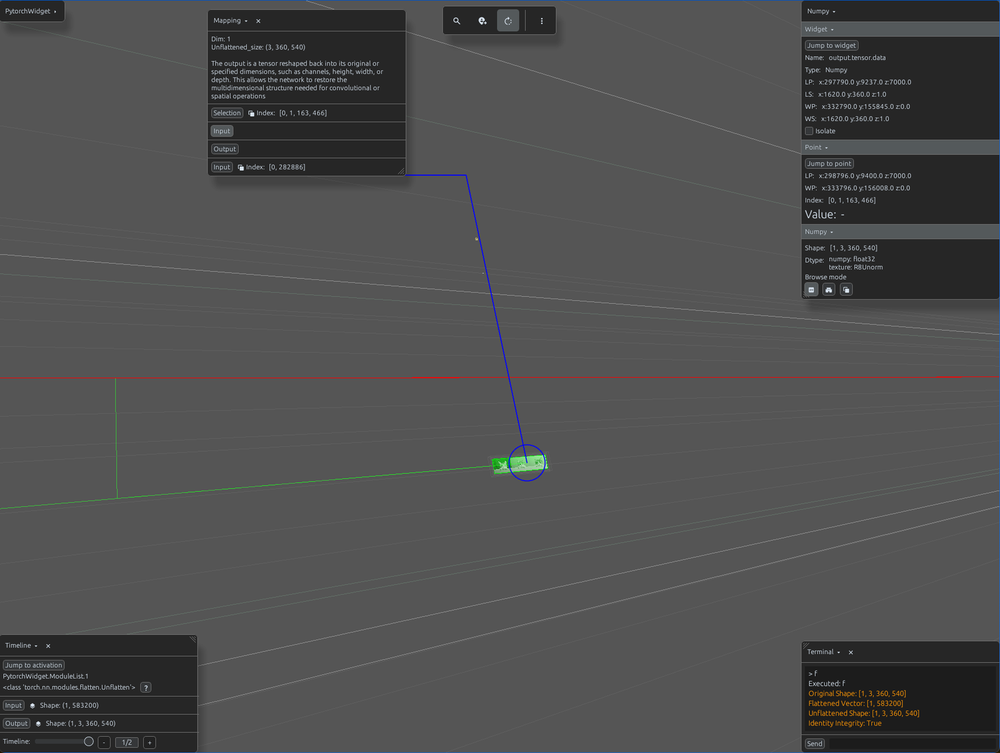 PytorchWidget
Mapping
Dim: 1
Unflattened_size: (3, 360, 540)
The output is a tensor reshaped back into its original or
specified dimensions, such as channels, height, width, or
depth. This allows the network to restore the
multidimensional structure needed for convolutional or
spatial operations
Selection Index: [0, 1, 163, 466]
Input
Output
Input Index: [0, 282886]
Numpy
Widget
Jump to widget
Name: output.tensor.data
Type: Numpy
LP: x:297790.0 y:9237.0 z:7000.0
LS: x:1620.0 y:360.0 z:1.0
WP: x:332790.0 y:155845.0 z:0.0
WS: x:1620.0 y:360.0 z:1.0
Isolate
Point
Jump to point
LP: x:298796.0 y:9400.0 z:7000.0
WP: x:333796.0 y:156008.0 z:0.0
Index: [0, 1, 163, 466]
Value: -
Numpy
Shape: [1, 3, 360, 540]
Dtype: numpy: float32
texture: R8Unorm
Browse mode
Timeline
Jump to activation
PytorchWidget.ModuleList.1
<class 'torch.nn.modules.flatten.Unflatten'> ?
Input Shape: (1, 583200)
Output Shape: (1, 3, 360, 540)
Timeline: - 1/2 +
Terminal
> f
Executed: f
Original Shape: [1, 3, 360, 540]
Flattened Vector: [1, 583200]
Unflattened Shape: [1, 3, 360, 540]
Identity Integrity: True
Send